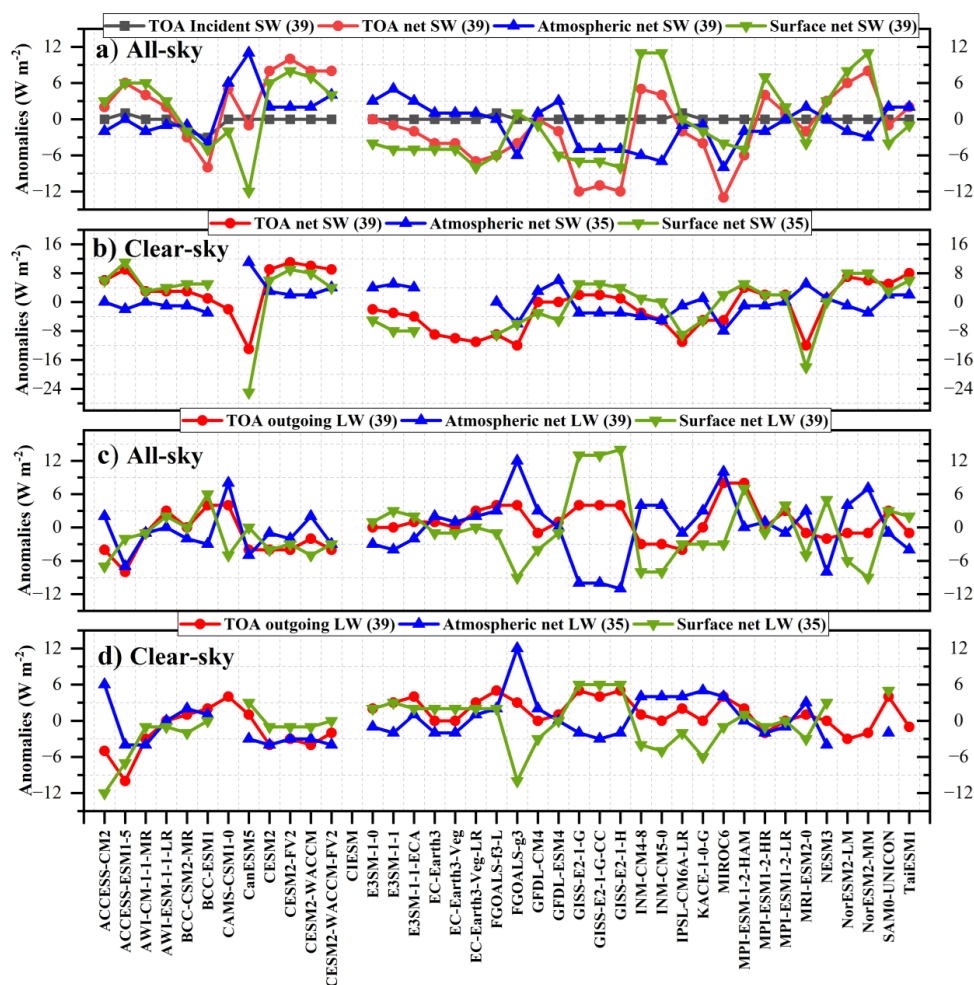 TOA Incident SW (39) TOA net SW (39) Atmospheric net SW (39) Surface net SW (39)
a) All-sky
Anomalies (W m⁻²)
12 6 0 −6 −12
12 6 0 −6 −12
TOA net SW (39) Atmospheric net SW (35) Surface net SW (35)
b) Clear-sky
Anomalies (W m⁻²)
16 8 0 −8 −16 −24
16 8 0 −8 −16 −24
TOA outgoing LW (39) Atmospheric net LW (39) Surface net LW (39)
c) All-sky
Anomalies (W m⁻²)
12 6 0 −6 −12
12 6 0 −6 −12
TOA outgoing LW (39) Atmospheric net LW (35) Surface net LW (35)
d) Clear-sky
Anomalies (W m⁻²)
12 6 0 −6 −12
12 6 0 −6 −12
ACCESS-CM2
ACCESS-ESM1-5
AWI-CM-1-1-MR
AWI-ESM-1-1-LR
BCC-CSM2-MR
BCC-ESM1
CAMS-CSM1-0
CanESM5
CESM2
CESM2-FV2
CESM2-WACCM
CESM2-WACCM-FV2
CIESM
E3SM-1-0
E3SM-1-1
E3SM-1-1-ECA
EC-Earth3
EC-Earth3-Veg
EC-Earth3-Veg-LR
FGOALS-f3-L
FGOALS-g3
GFDL-CM4
GFDL-ESM4
GISS-E2-1-G
GISS-E2-1-G-CC
GISS-E2-1-H
INM-CM4-8
INM-CM5-0
IPSL-CM6A-LR
KACE-1-0-G
MIROC6
MPI-ESM-1-2-HAM
MPI-ESM1-2-HR
MPI-ESM1-2-LR
MRI-ESM2-0
NESM3
NorESM2-LM
NorESM2-MM
SAM0-UNICON
TaiESM1